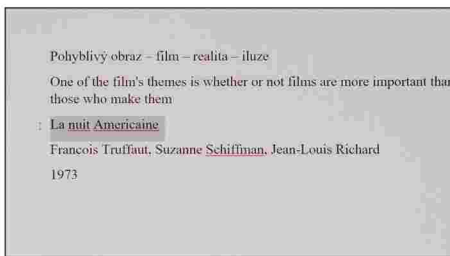 Pohyblivý obraz – film – realita – iluze
One of the film's themes is whether or not films are more important than
those who make them
La nuit Americaine
Francois Truffaut, Suzanne Schiffman, Jean-Louis Richard
1973